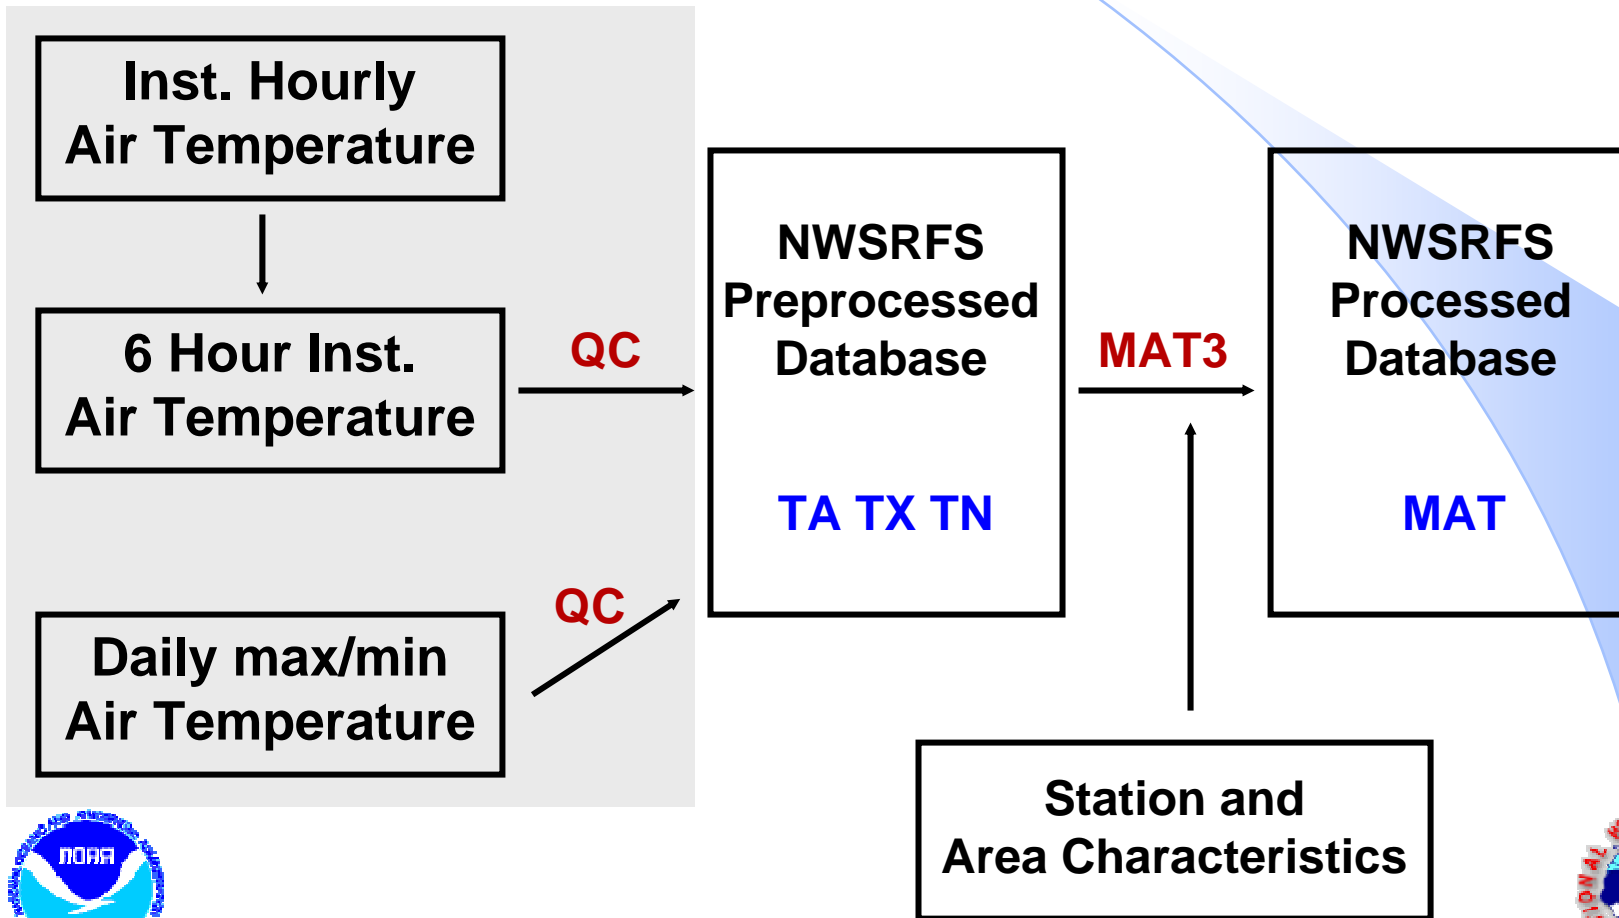 Inst. Hourly
Air Temperature
6 Hour Inst.
Air Temperature
QC
Daily max/min
Air Temperature
QC
NWSRFS
Preprocessed
Database
TA TX TN
MAT3
NWSRFS
Processed
Database
MAT
Station and
Area Characteristics
NOAA